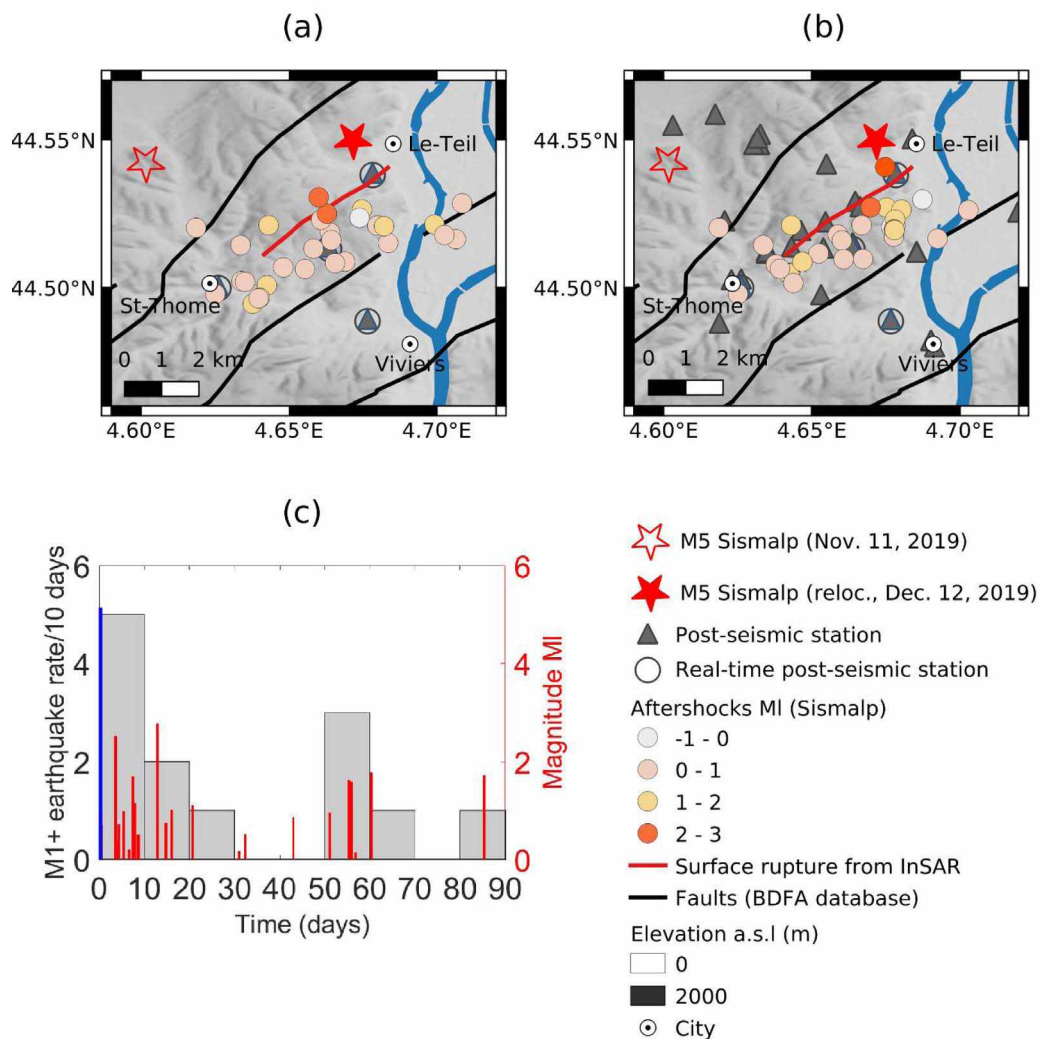 (a)
(b)
44.55°N
44.50°N
Le-Teil
St-Thome
Viviers
0 1 2 km
4.60°E 4.65°E 4.70°E
Le-Teil
St-Thome
Viviers
0 1 2 km
4.60°E 4.65°E 4.70°E
(c)
M1+ earthquake rate/10 days
6
4
2
0
6
4
2
0
Magnitude Ml
0 10 20 30 40 50 60 70 80 90
Time (days)
M5 Sismalp (Nov. 11, 2019)
M5 Sismalp (reloc., Dec. 12, 2019)
Post-seismic station
Real-time post-seismic station
Aftershocks Ml (Sismalp)
-1 - 0
0 - 1
1 - 2
2 - 3
Surface rupture from InSAR
Faults (BDFA database)
Elevation a.s.l (m)
0
2000
City